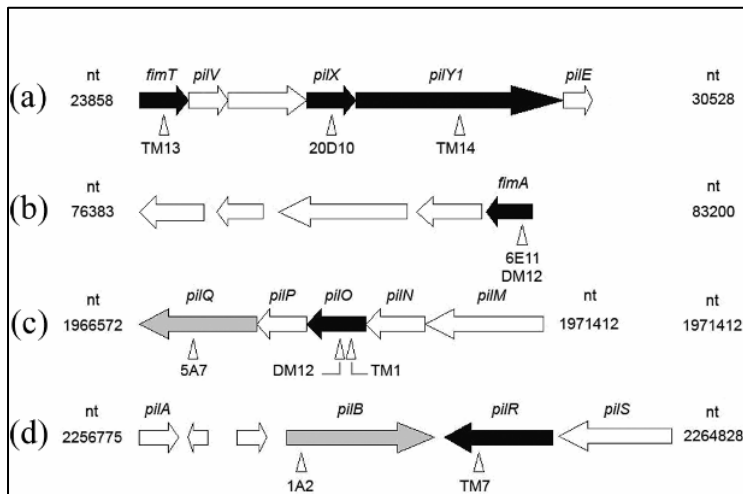 nt fimT pilV pilX pilY1 pilE nt
(a) 23858 30528
TM13 20D10 TM14
nt fimA nt
(b) 76383 83200
6E11
DM12
nt pilQ pilP pilO pilN pilM nt nt
(c) 1966572 1971412 1971412
5A7 DM12 TM1
nt pilA pilB pilR pilS nt
(d) 2256775 2264828
1A2 TM7